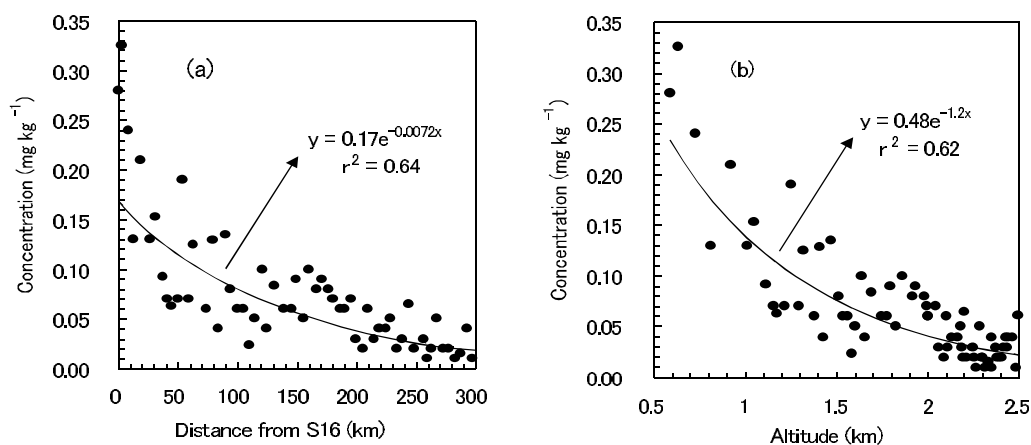 (a)
y = 0.17e^-0.0072x
r^2 = 0.64
Concentration (mg kg^-1)
0.35
0.30
0.25
0.20
0.15
0.10
0.05
0.00
0 50 100 150 200 250 300
Distance from S16 (km)
(b)
y = 0.48e^-1.2x
r^2 = 0.62
Concentration (mg kg^-1)
0.35
0.30
0.25
0.20
0.15
0.10
0.05
0.00
0.5 1 1.5 2 2.5
Altitude (km)